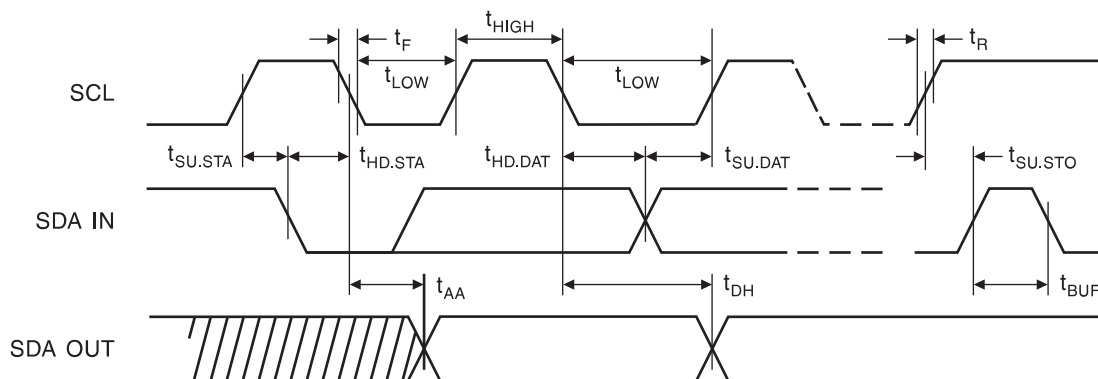 tHIGH
tF
tR
SCL
tLOW
tLOW
tSU.STA
tHD.STA
tHD.DAT
tSU.DAT
tSU.STO
SDA IN
tAA
tDH
tBUF
SDA OUT